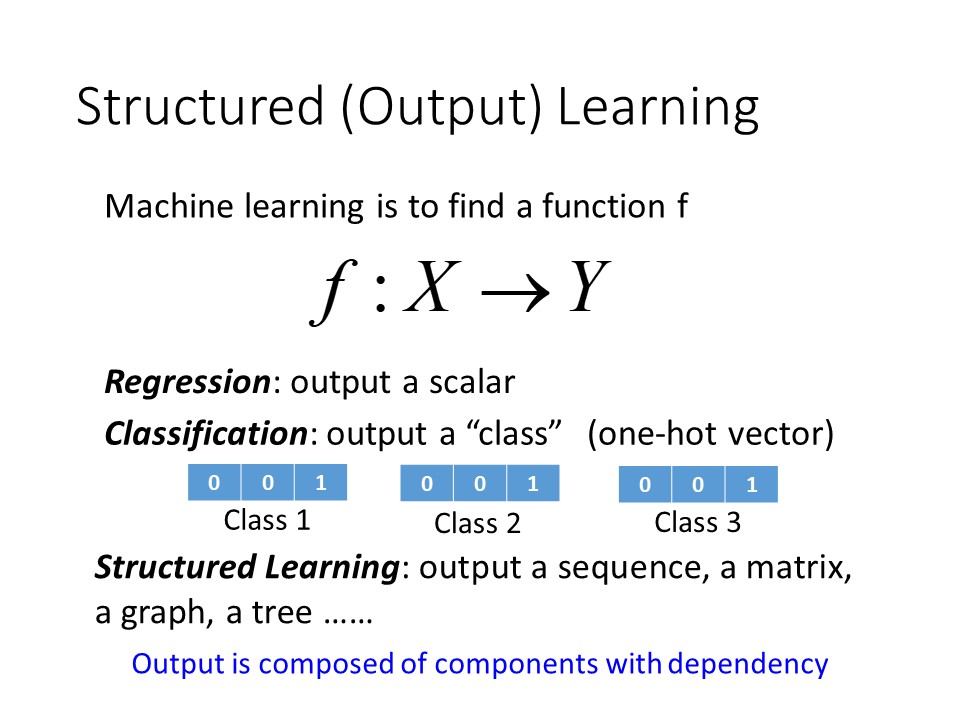 Structured (Output) Learning
Machine learning is to find a function f
f : X → Y
Regression: output a scalar
Classification: output a “class” (one-hot vector)
0 0 1 0 0 1 0 0 1
Class 1 Class 2 Class 3
Structured Learning: output a sequence, a matrix,
a graph, a tree ……
Output is composed of components with dependency